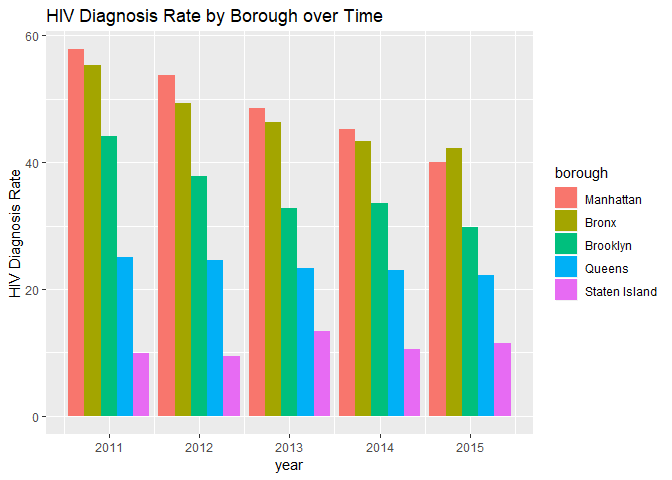 HIV Diagnosis Rate by Borough over Time
60
40
20
0
HIV Diagnosis Rate
2011 2012 2013 2014 2015
year
borough
Manhattan
Bronx
Brooklyn
Queens
Staten Island